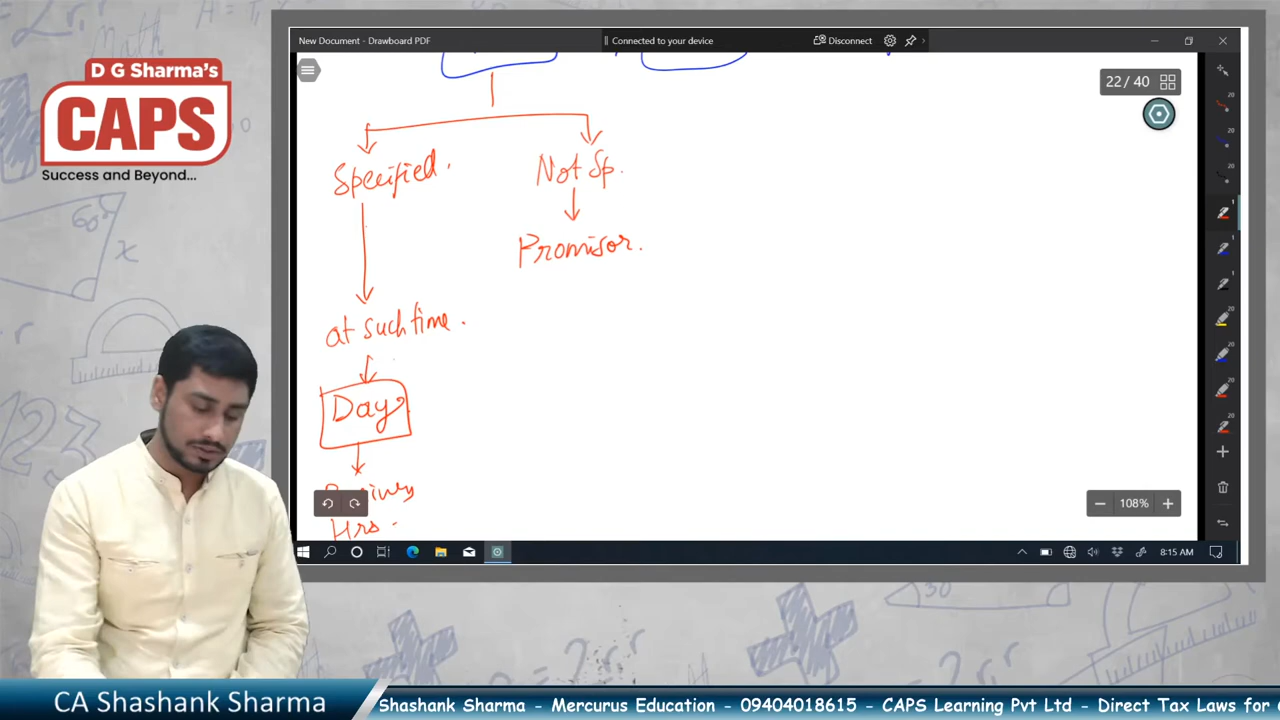 D G Sharma's
CAPS
Success and Beyond...
New Document - Drawboard PDF
Connected to your device
Disconnect
22 / 40
Specified.
Not Sp.
Promisor.
at such time.
Day
Hrs.
108%
8:15 AM
CA Shashank Sharma
Shashank Sharma - Mercurus Education - 09404018615 - CAPS Learning Pvt Ltd - Direct Tax Laws for